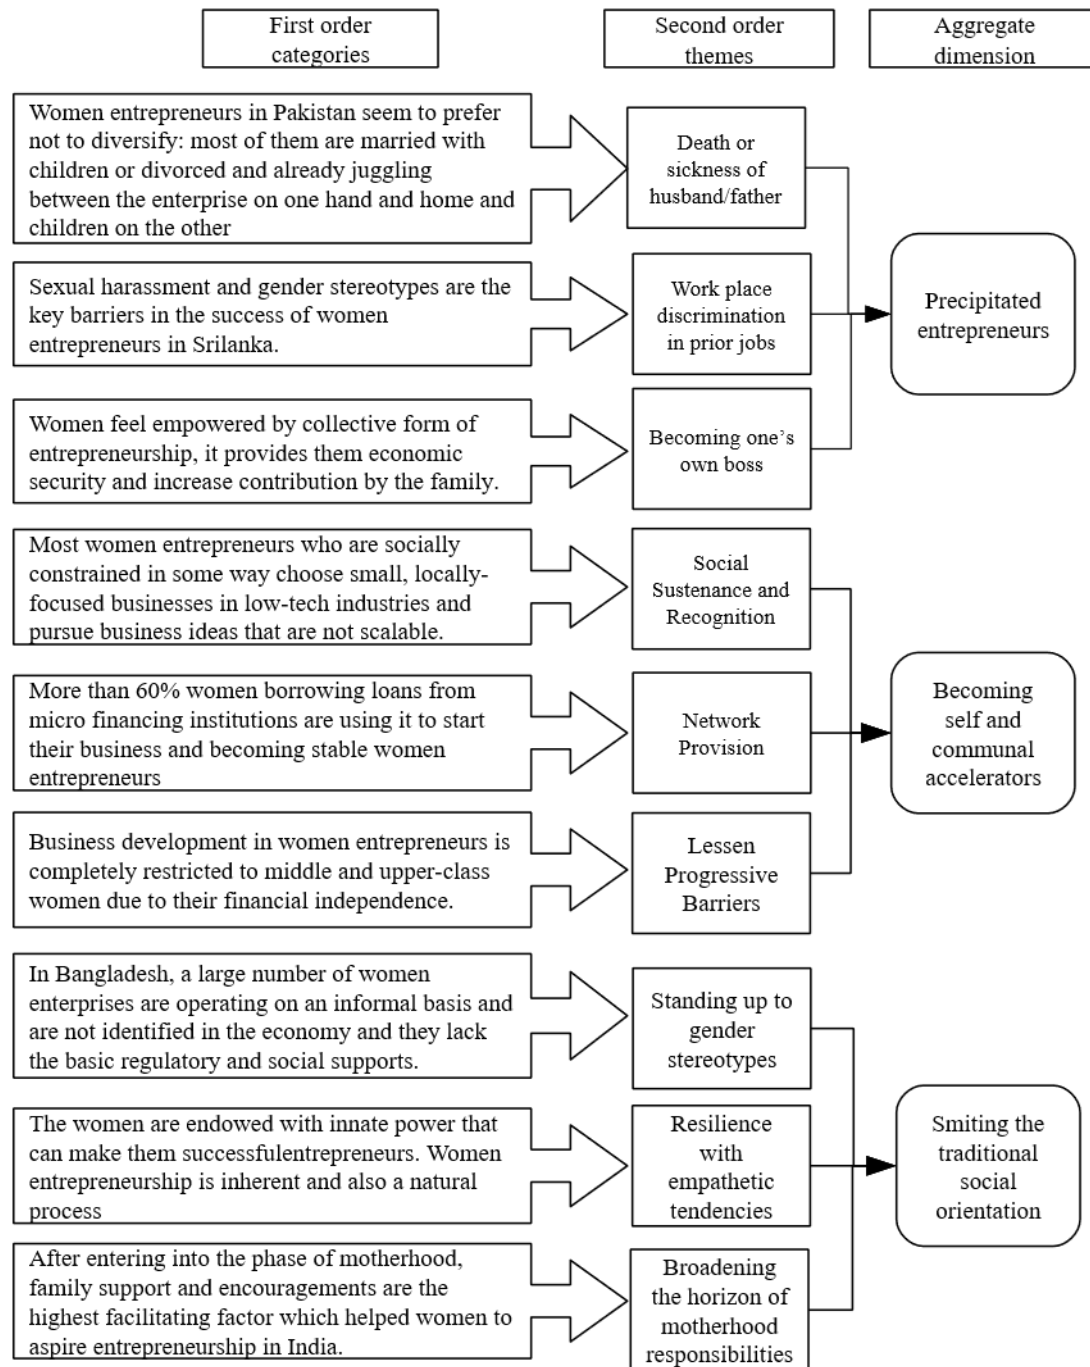 First order
categories
Second order
themes
Aggregate
dimension
Women entrepreneurs in Pakistan seem to prefer
not to diversify: most of them are married with
children or divorced and already juggling
between the enterprise on one hand and home and
children on the other
Death or
sickness of
husband/father
Sexual harassment and gender stereotypes are the
key barriers in the success of women
entrepreneurs in Srilanka.
Work place
discrimination
in prior jobs
Precipitated
entrepreneurs
Women feel empowered by collective form of
entrepreneurship, it provides them economic
security and increase contribution by the family.
Becoming one’s
own boss
Most women entrepreneurs who are socially
constrained in some way choose small, locally-
focused businesses in low-tech industries and
pursue business ideas that are not scalable.
Social
Sustenance and
Recognition
More than 60% women borrowing loans from
micro financing institutions are using it to start
their business and becoming stable women
entrepreneurs
Network
Provision
Becoming
self and
communal
accelerators
Business development in women entrepreneurs is
completely restricted to middle and upper-class
women due to their financial independence.
Lessen
Progressive
Barriers
In Bangladesh, a large number of women
enterprises are operating on an informal basis and
are not identified in the economy and they lack
the basic regulatory and social supports.
Standing up to
gender
stereotypes
The women are endowed with innate power that
can make them successfulentrepreneurs. Women
entrepreneurship is inherent and also a natural
process
Resilience
with
empathetic
tendencies
Smiting the
traditional
social
orientation
After entering into the phase of motherhood,
family support and encouragements are the
highest facilitating factor which helped women to
aspire entrepreneurship in India.
Broadening
the horizon of
motherhood
responsibilities